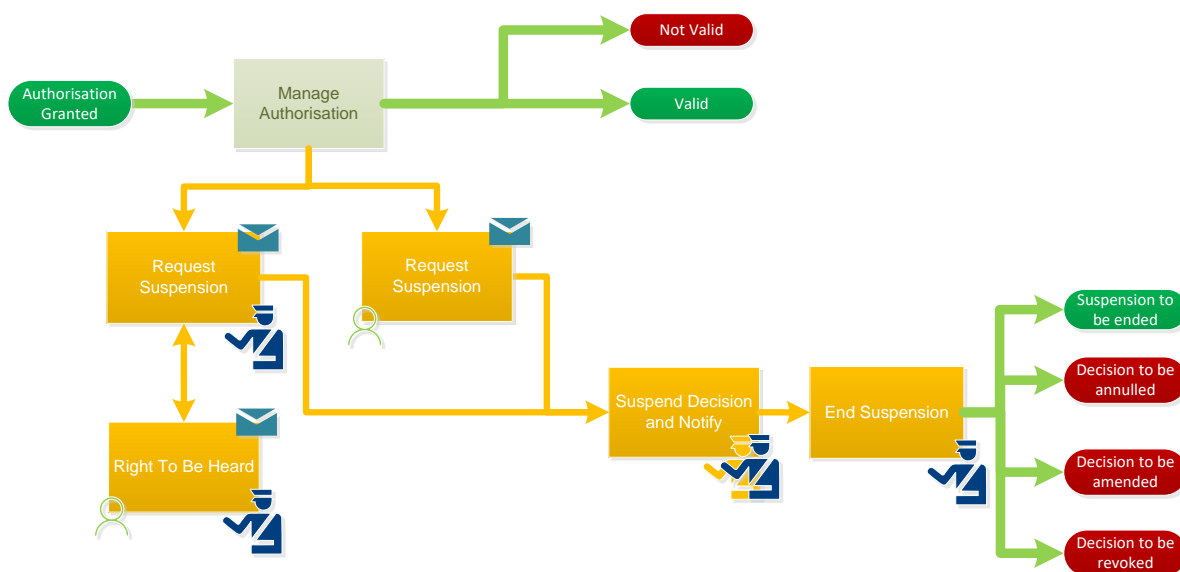 Not Valid
Authorisation
Granted
Manage
Authorisation
Valid
Request
Suspension
Request
Suspension
Suspension to
be ended
Decision to be
annulled
Suspend Decision
and Notify
End Suspension
Right To Be Heard
Decision to be
amended
Decision to be
revoked